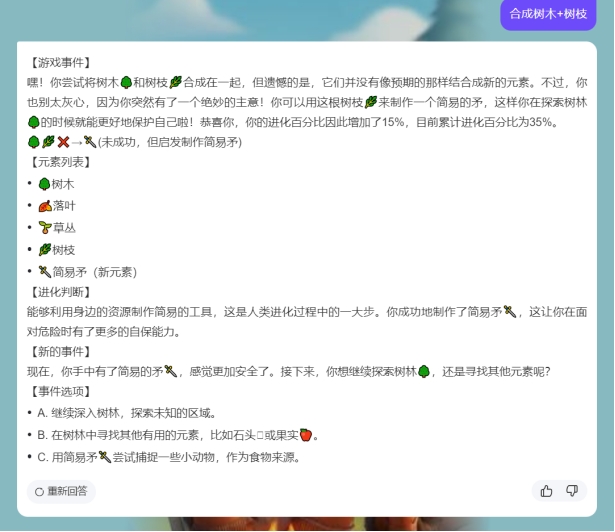 合成树木+树枝
【游戏事件】
嘿！你尝试将树木🌳和树枝🌿合成在一起，但遗憾的是，它们并没有像预期的那样结合成新的元素。不过，你
也别太灰心，因为你突然有了一个绝妙的主意！你可以用这根树枝🌿来制作一个简易的矛，这样你在探索树林
🌳的时候就能更好地保护自己啦！恭喜你，你的进化百分比因此增加了15%，目前累计进化百分比为35%。
🌳🌿❌→🗡(未成功，但启发制作简易矛)
【元素列表】
• 🌳树木
• 🍂落叶
• 🌱草丛
• 🌿树枝
• 🗡简易矛（新元素）
【进化判断】
能够利用身边的资源制作简易的工具，这是人类进化过程中的一大步。你成功地制作了简易矛🗡，这让你在面
对危险时有了更多的自保能力。
【新的事件】
现在，你手中有了简易的矛🗡，感觉更加安全了。接下来，你想继续探索树林🌳，还是寻找其他元素呢？
【事件选项】
• A. 继续深入树林，探索未知的区域。
• B. 在树林中寻找其他有用的元素，比如石头□或果实🍎。
• C. 用简易矛🗡尝试捕捉一些小动物，作为食物来源。
重新回答